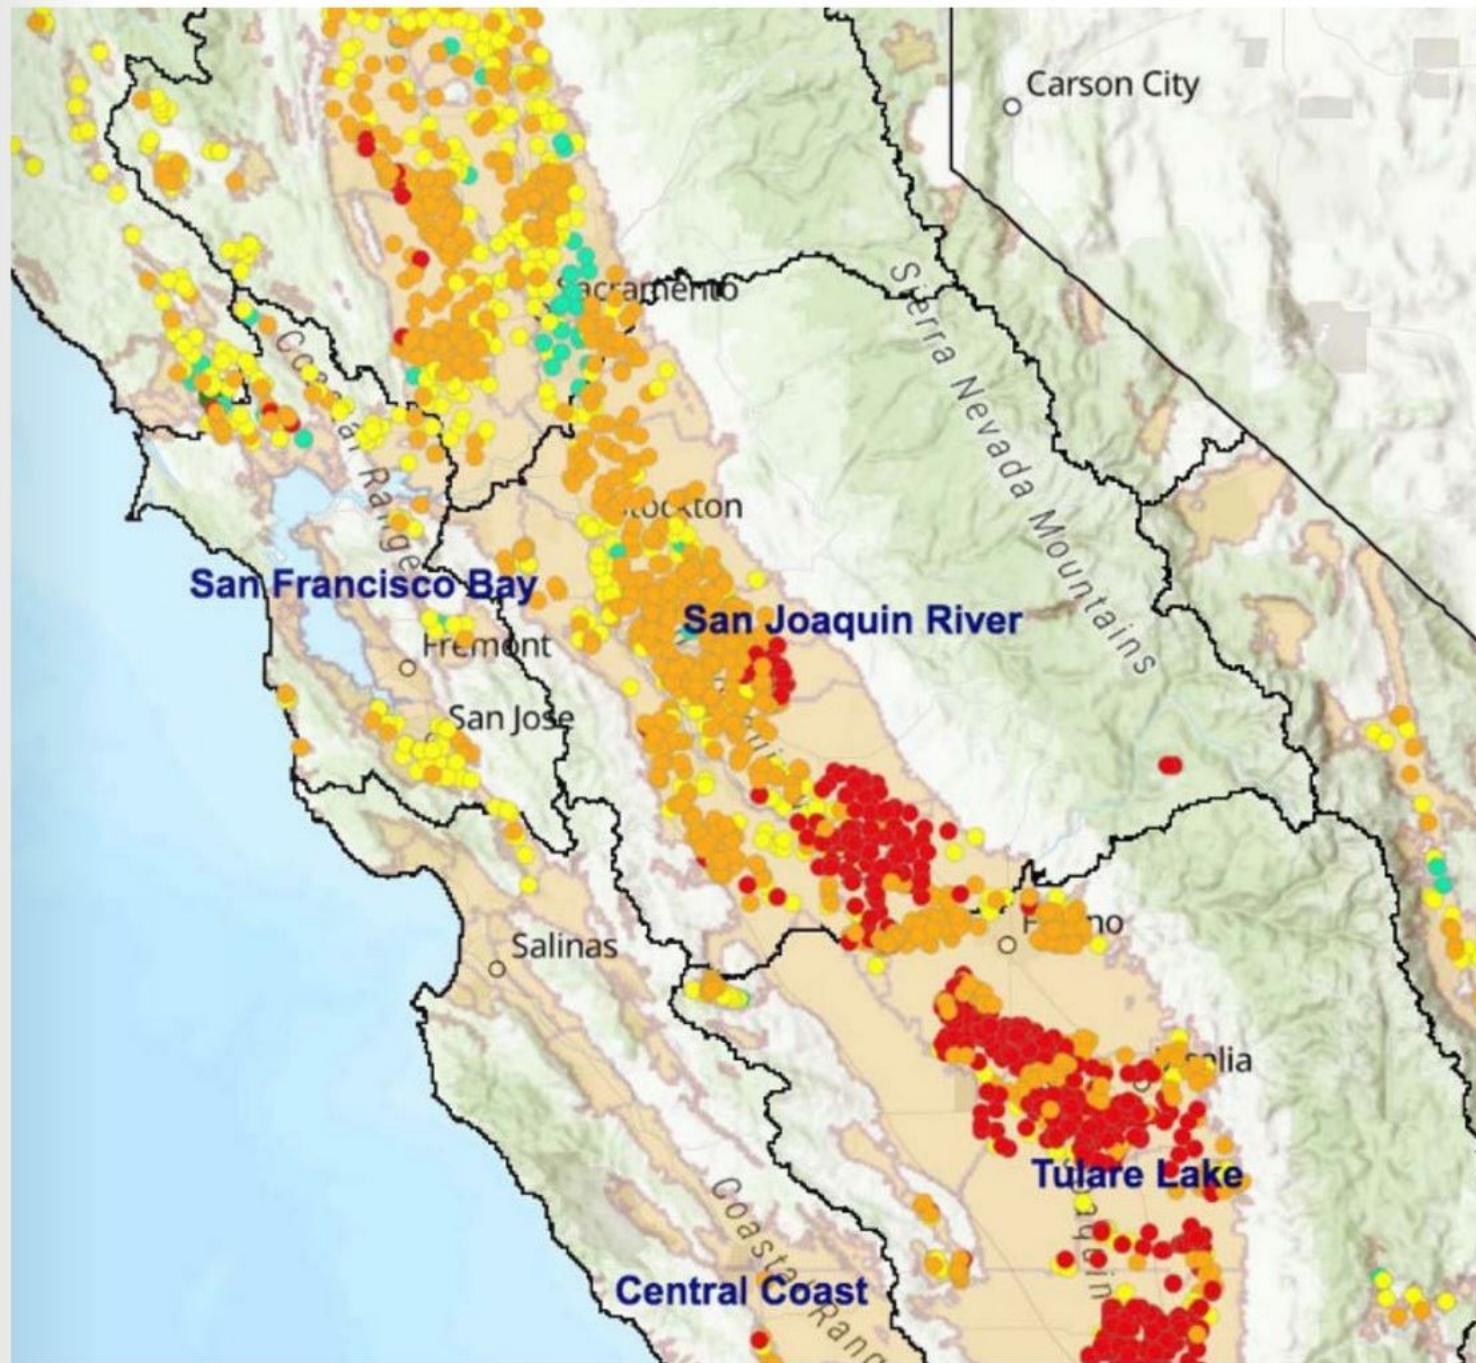 Carson City
Sacramento
Sierra Nevada Mountains
Stockton
San Francisco Bay
San Joaquin River
Fremont
San Jose
Salinas
Tulare Lake
Central Coast